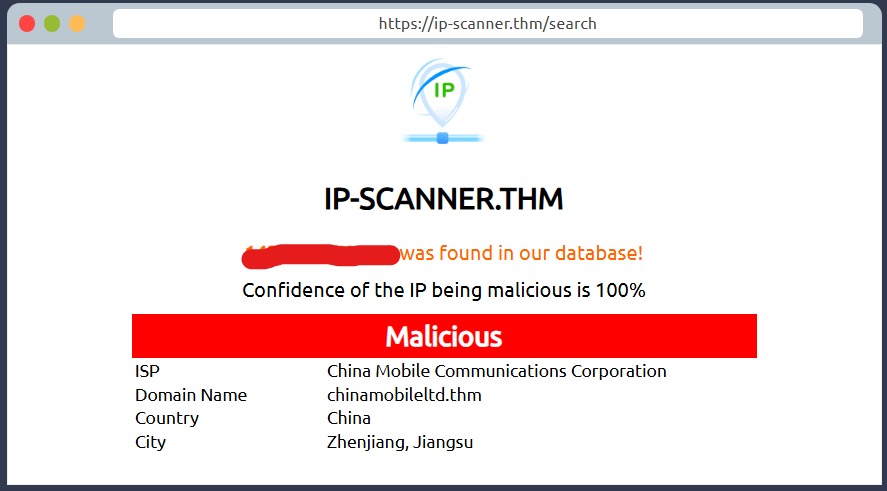 https://ip-scanner.thm/search
IP
IP-SCANNER.THM
was found in our database!
Confidence of the IP being malicious is 100%
Malicious
ISP China Mobile Communications Corporation
Domain Name chinamobileltd.thm
Country China
City Zhenjiang, Jiangsu